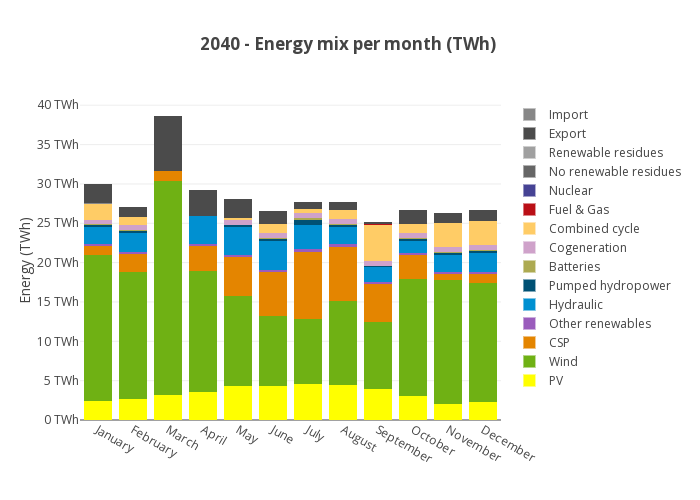 2040 - Energy mix per month (TWh)
40 TWh
35 TWh
30 TWh
25 TWh
20 TWh
15 TWh
10 TWh
5 TWh
0 TWh
Energy (TWh)
January
February
March
April
May
June
July
August
September
October
November
December
Import
Export
Renewable residues
No renewable residues
Nuclear
Fuel & Gas
Combined cycle
Cogeneration
Batteries
Pumped hydropower
Hydraulic
Other renewables
CSP
Wind
PV